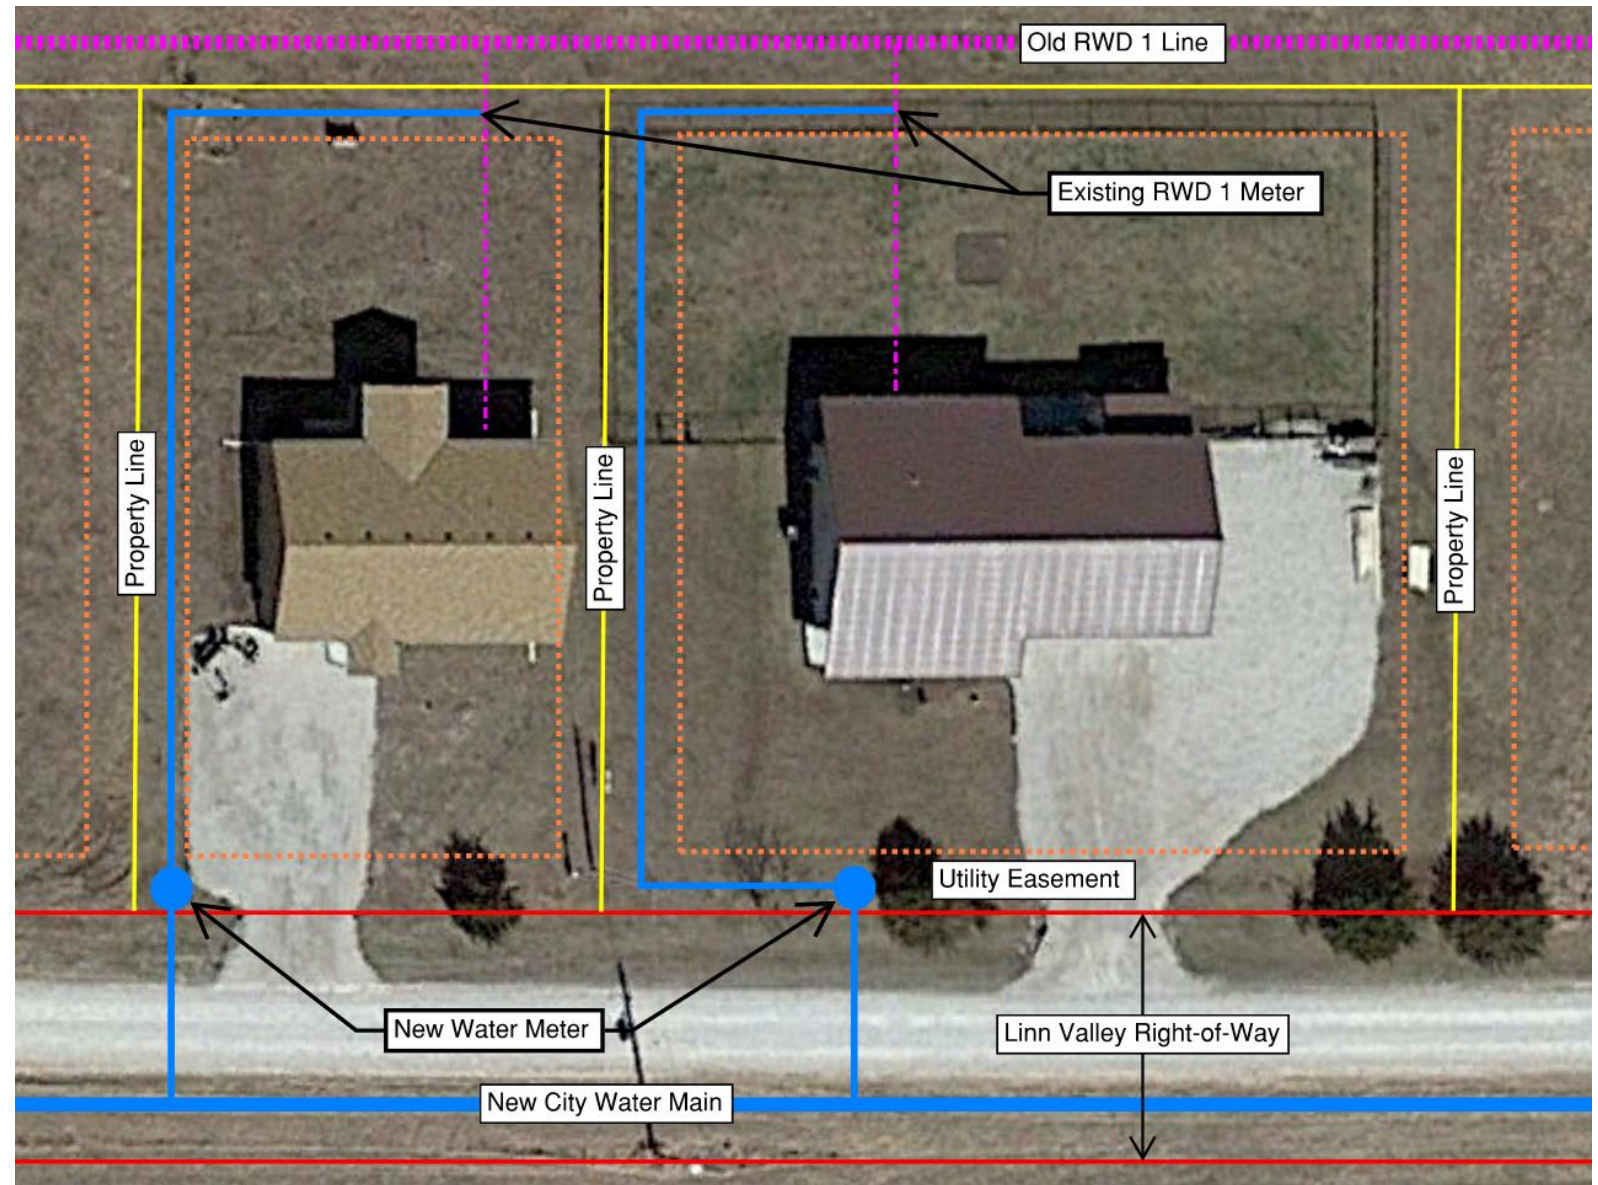 Old RWD 1 Line
Existing RWD 1 Meter
Property Line
Property Line
Property Line
Utility Easement
New Water Meter
Linn Valley Right-of-Way
New City Water Main